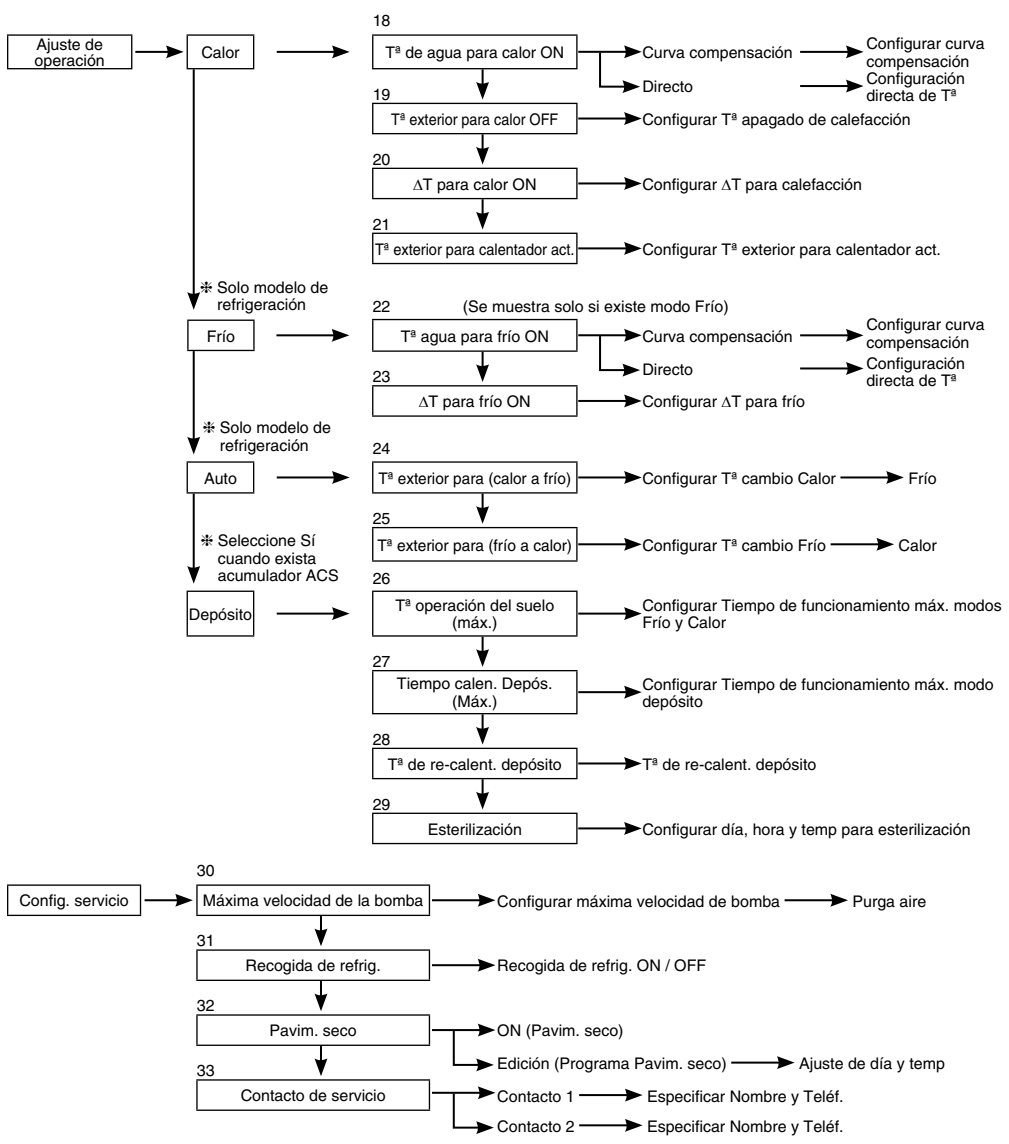 18
Ajuste de
operación
Calor
Tª de agua para calor ON
Curva compensación
Configurar curva
compensación
Directo
Configuración
directa de Tª
19
Tª exterior para calor OFF
Configurar Tª apagado de calefacción
20
∆T para calor ON
Configurar ∆T para calefacción
21
Tª exterior para calentador act.
Configurar Tª exterior para calentador act.
❈ Solo modelo de
refrigeración
22
(Se muestra solo si existe modo Frío)
Frío
Tª agua para frío ON
Curva compensación
Configurar curva
compensación
Directo
Configuración
directa de Tª
23
∆T para frío ON
Configurar ∆T para frío
❈ Solo modelo de
refrigeración
24
Auto
Tª exterior para (calor a frío)
Configurar Tª cambio Calor
Frío
25
Tª exterior para (frío a calor)
Configurar Tª cambio Frío
Calor
❈ Seleccione Sí
cuando exista
acumulador ACS
26
Depósito
Tª operación del suelo
(máx.)
Configurar Tiempo de funcionamiento máx. modos
Frío y Calor
27
Tiempo calen. Depós.
(Máx.)
Configurar Tiempo de funcionamiento máx. modo
depósito
28
Tª de re-calent. depósito
Tª de re-calent. depósito
29
Esterilización
Configurar día, hora y temp para esterilización
30
Config. servicio
Máxima velocidad de la bomba
Configurar máxima velocidad de bomba
Purga aire
31
Recogida de refrig.
Recogida de refrig. ON / OFF
32
Pavim. seco
ON (Pavim. seco)
Edición (Programa Pavim. seco)
Ajuste de día y temp
33
Contacto de servicio
Contacto 1
Especificar Nombre y Teléf.
Contacto 2
Especificar Nombre y Teléf.